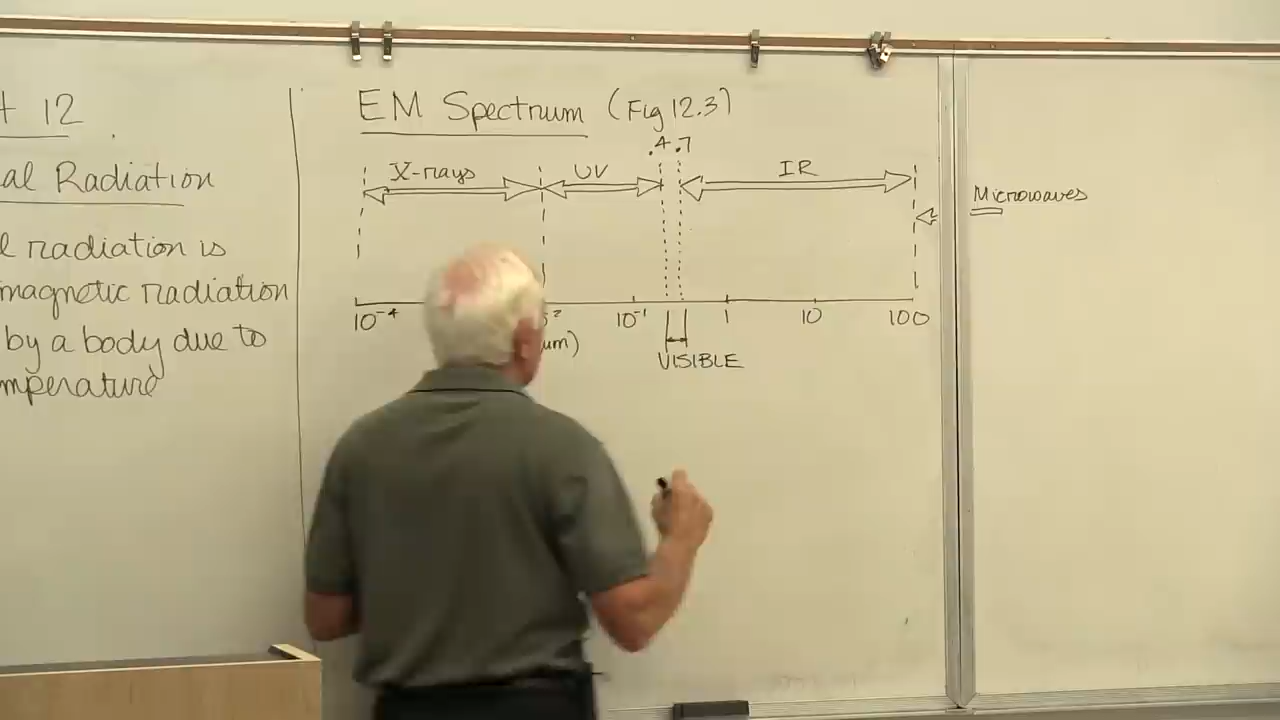 12
al Radiation
radiation is
magnetic radiation
by a body due to
mperature
EM Spectrum (Fig 12.3)
.4 .7
X-rays UV IR
Microwaves
10⁻⁴ 10⁻¹ 1 10 100
um)
VISIBLE